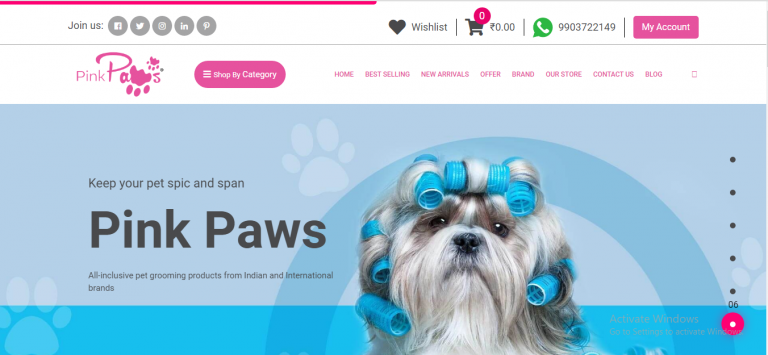 Join us:
Wishlist
0
₹0.00
9903722149
My Account
Pink Paws
Shop By Category
HOME BEST SELLING NEW ARRIVALS OFFER BRAND OUR STORE CONTACT US BLOG
Keep your pet spic and span
Pink Paws
All-inclusive pet grooming products from Indian and International
brands
06
Activate Windows
Go to Settings to activate Windows